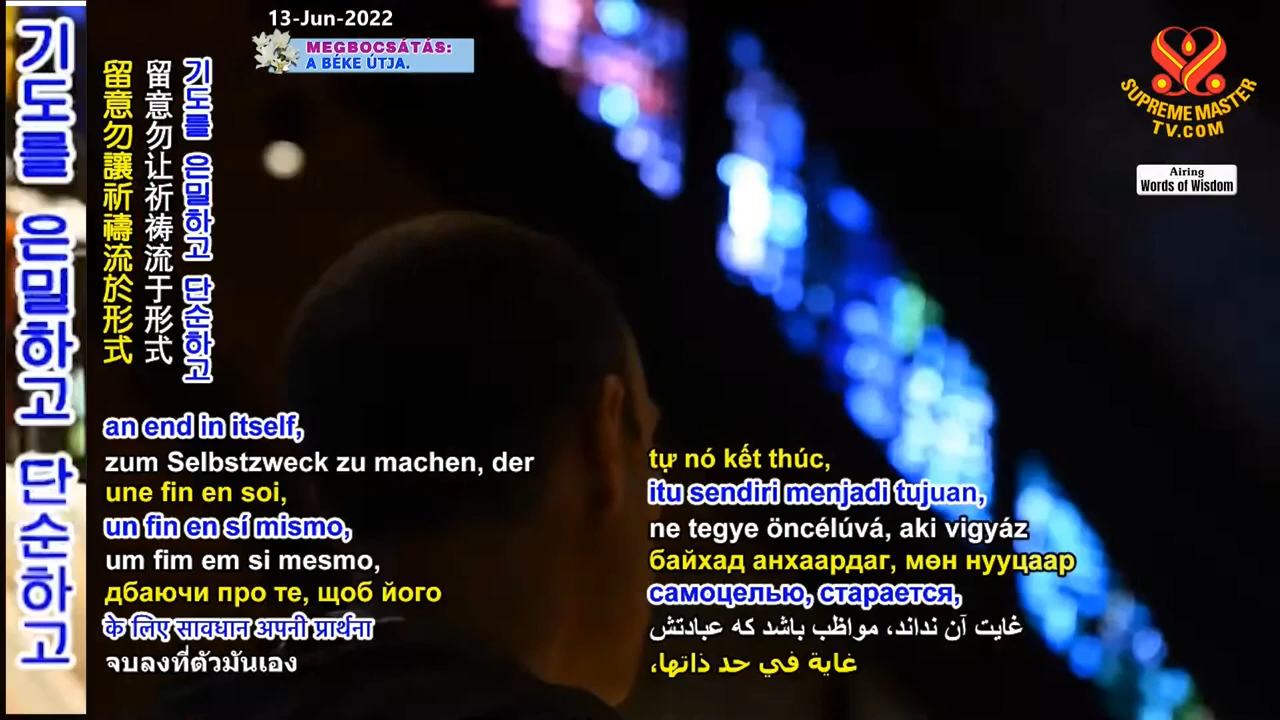 기도를 은밀하고 단순하고
留意勿讓祈禱流於形式
留意勿让祈祷流于形式
기도를 은밀하고 단순하고
13-Jun-2022
MEGBOCSÁTÁS:
A BÉKE ÚTJA.
SUPREME MASTER
TV.COM
Airing
Words of Wisdom
an end in itself,
zum Selbstzweck zu machen, der
une fin en soi,
un fin en sí mismo,
um fim em si mesmo,
дбаючи про те, щоб його
के लिए सावधान अपनी प्रार्थना
จบลงที่ตัวมันเอง
tự nó kết thúc,
itu sendiri menjadi tujuan,
ne tegye öncélúvá, aki vigyáz
байхад анхаардаг, мөн нууцаар
самоцелью, старается,
غایت آن نداند، مواظب باشد که عبادتش
غاية في حد ذاتها،